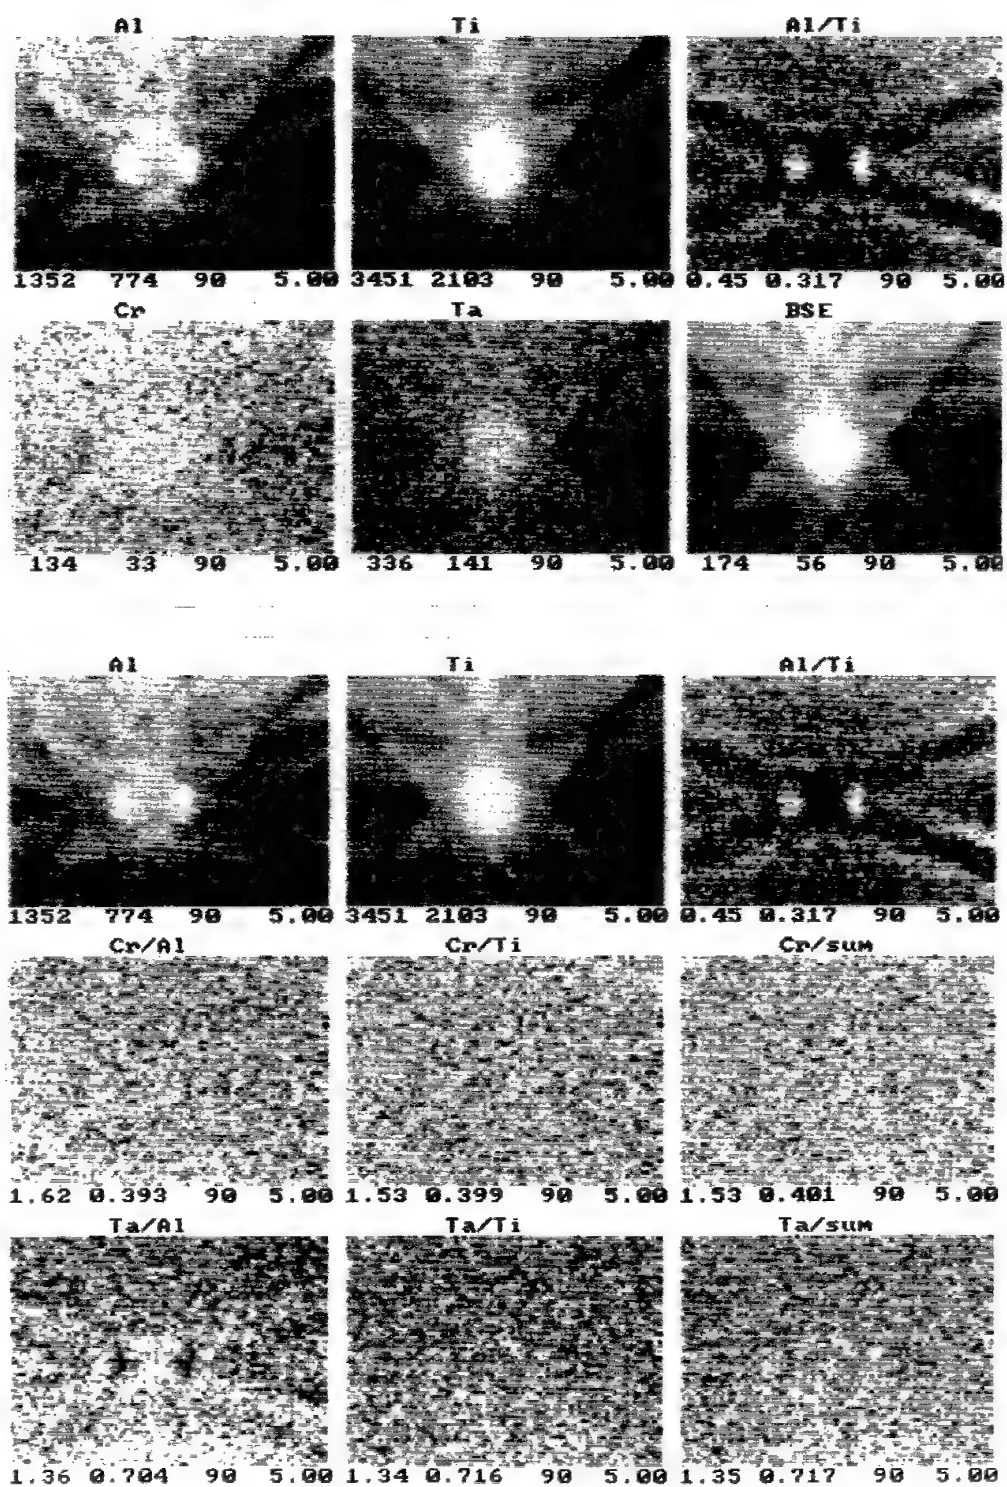 Al Ti Al/Ti
1352 774 90 5.00 3451 2103 90 5.00 0.45 0.317 90 5.00
Cr Ta BSE
134 33 90 5.00 336 141 90 5.00 174 56 90 5.00
Al Ti Al/Ti
1352 774 90 5.00 3451 2103 90 5.00 0.45 0.317 90 5.00
Cr/Al Cr/Ti Cr/sum
1.62 0.393 90 5.00 1.53 0.399 90 5.00 1.53 0.401 90 5.00
Ta/Al Ta/Ti Ta/sum
1.36 0.704 90 5.00 1.34 0.716 90 5.00 1.35 0.717 90 5.00